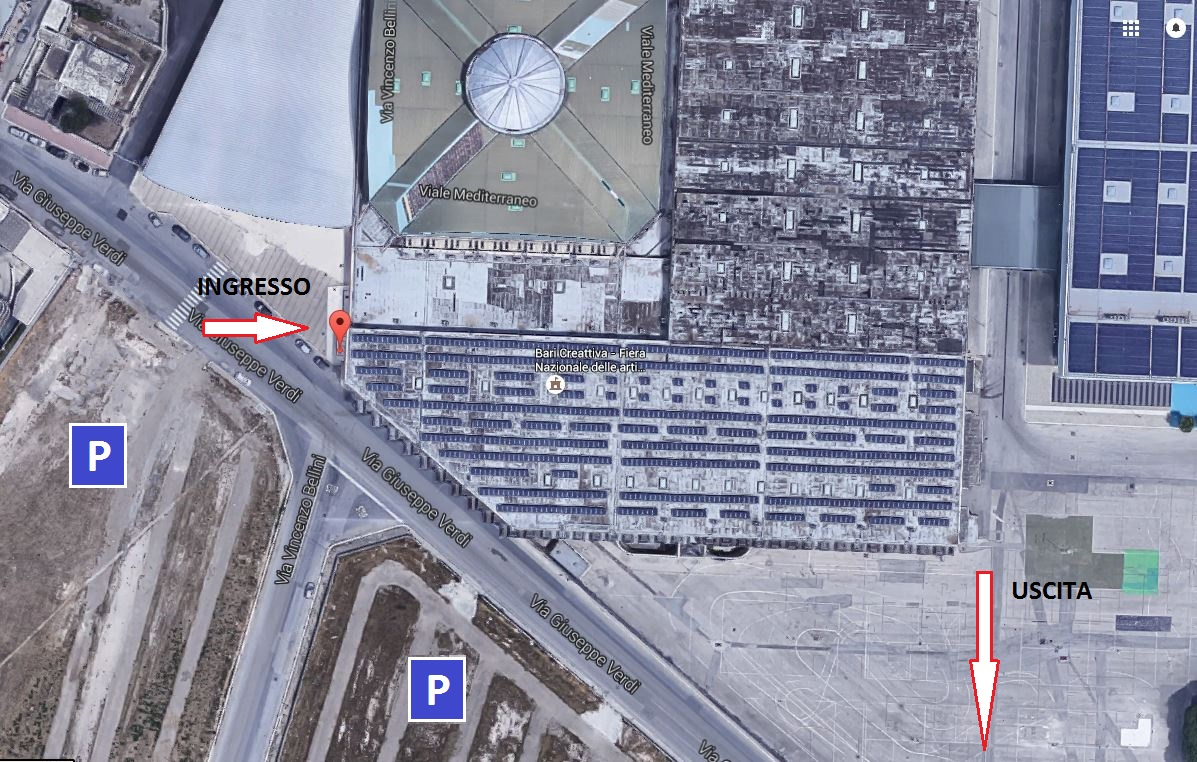 Via Vincenzo Bellini
Viale Mediterraneo
Viale Mediterraneo
Via Giuseppe Verdi
INGRESSO
Via Giuseppe Verdi
Bari Creattiva - Fiera
Nazionale delle arti...
P
Via Giuseppe Verdi
Via Vincenzo Bellini
USCITA
Via Giuseppe Verdi
P
Via G